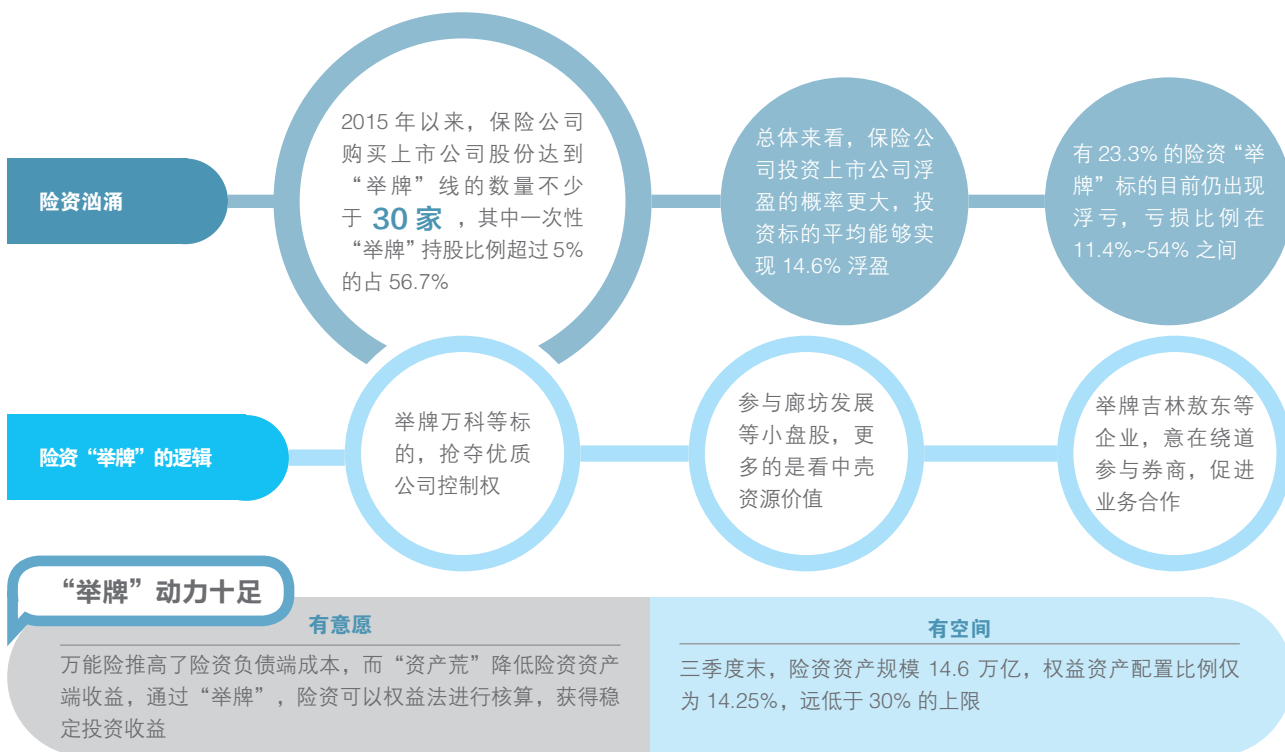 险资汹涌
2015 年以来，保险公司
购买上市公司股份达到
“举牌”线的数量不少
于 30 家，其中一次性
“举牌”持股比例超过 5%
的占 56.7%
总体来看，保险公
司投资上市公司浮
盈的概率更大，投
资标的平均能够实
现 14.6% 浮盈
有 23.3% 的险资“举
牌”标的目前仍出现
浮亏，亏损比例在
11.4%~54% 之间
险资“举牌”的逻辑
举牌万科等标
的，抢夺优质
公司控制权
参与廊坊发展
等小盘股，更
多的是看中壳
资源价值
举牌吉林敖东等
企业，意在绕道
参与券商，促进
业务合作
“举牌”动力十足
有意愿
万能险推高了险资负债端成本，而“资产荒”降低险资资产
端收益，通过“举牌”，险资可以权益法进行核算，获得稳
定投资收益
有空间
三季度末，险资资产规模 14.6 万亿，权益资产配置比例仅
为 14.25%，远低于 30% 的上限